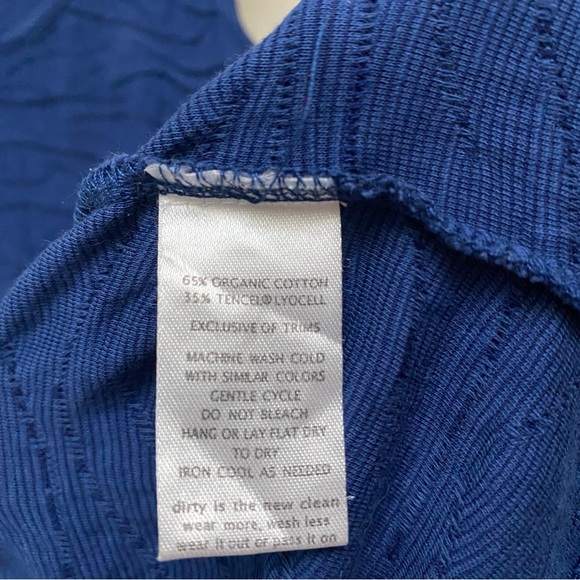 65% ORGANIC COTTON
35% TENCEL® LYOCELL
EXCLUSIVE OF TRIMS
MACHINE WASH COLD
WITH SIMILAR COLORS
GENTLE CYCLE
DO NOT BLEACH
HANG OR LAY FLAT DRY
TO DRY
IRON COOL AS NEEDED
dirty is the new clean
wear more, wash less
wear it out or pass it on